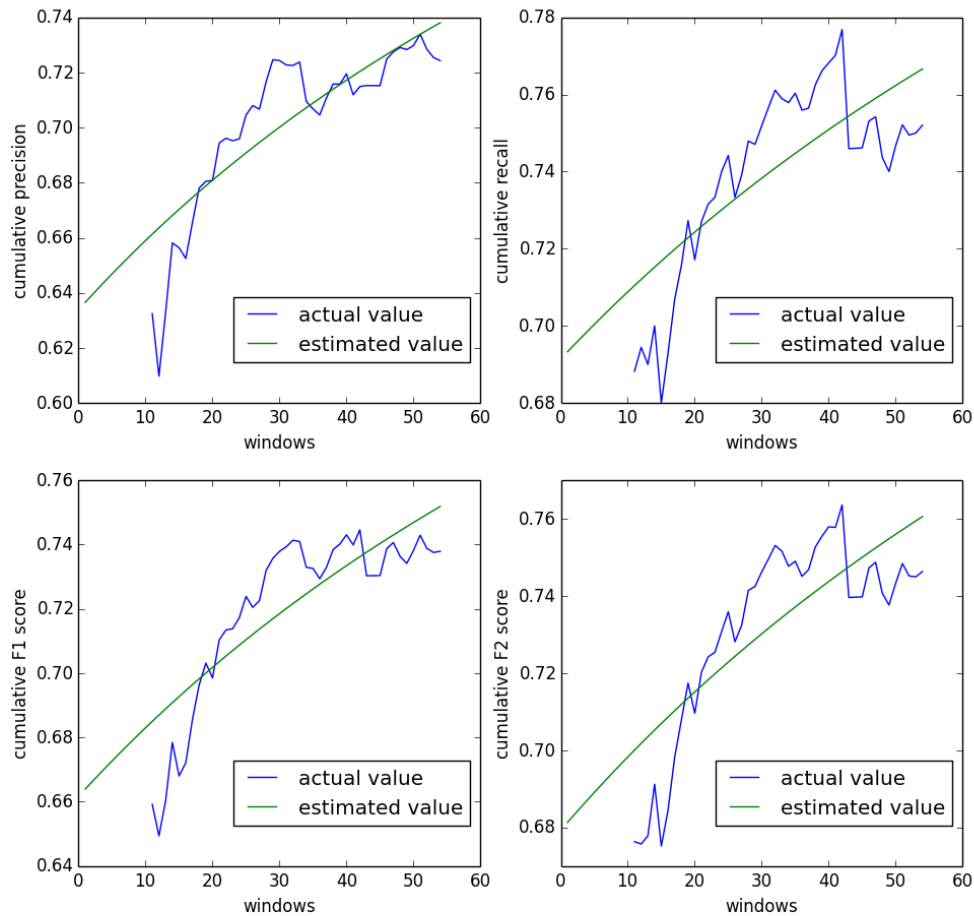 0.74
0.72
0.70
0.68
0.66
0.64
0.62
0.60
cumulative precision
actual value
estimated value
0 10 20 30 40 50 60
windows
0.78
0.76
0.74
0.72
0.70
0.68
cumulative recall
actual value
estimated value
0 10 20 30 40 50 60
windows
0.76
0.74
0.72
0.70
0.68
0.66
0.64
cumulative F1 score
actual value
estimated value
0 10 20 30 40 50 60
windows
0.76
0.74
0.72
0.70
0.68
cumulative F2 score
actual value
estimated value
0 10 20 30 40 50 60
windows